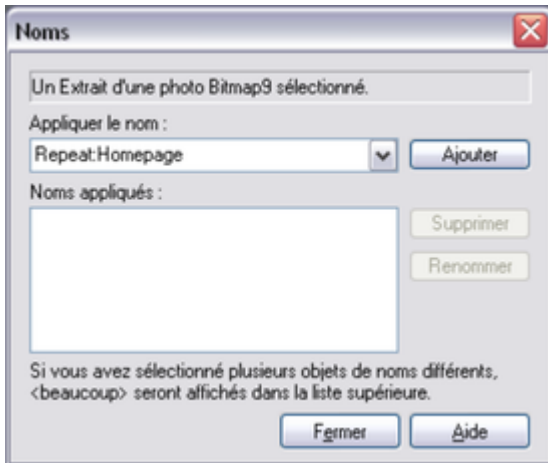 Noms
Un Extrait d'une photo Bitmap9 sélectionné.
Appliquer le nom :
Repeat:Homepage
Ajouter
Noms appliqués :
Supprimer
Renommer
Si vous avez sélectionné plusieurs objets de noms différents,
<beaucoup> seront affichés dans la liste supérieure.
Fermer
Aide